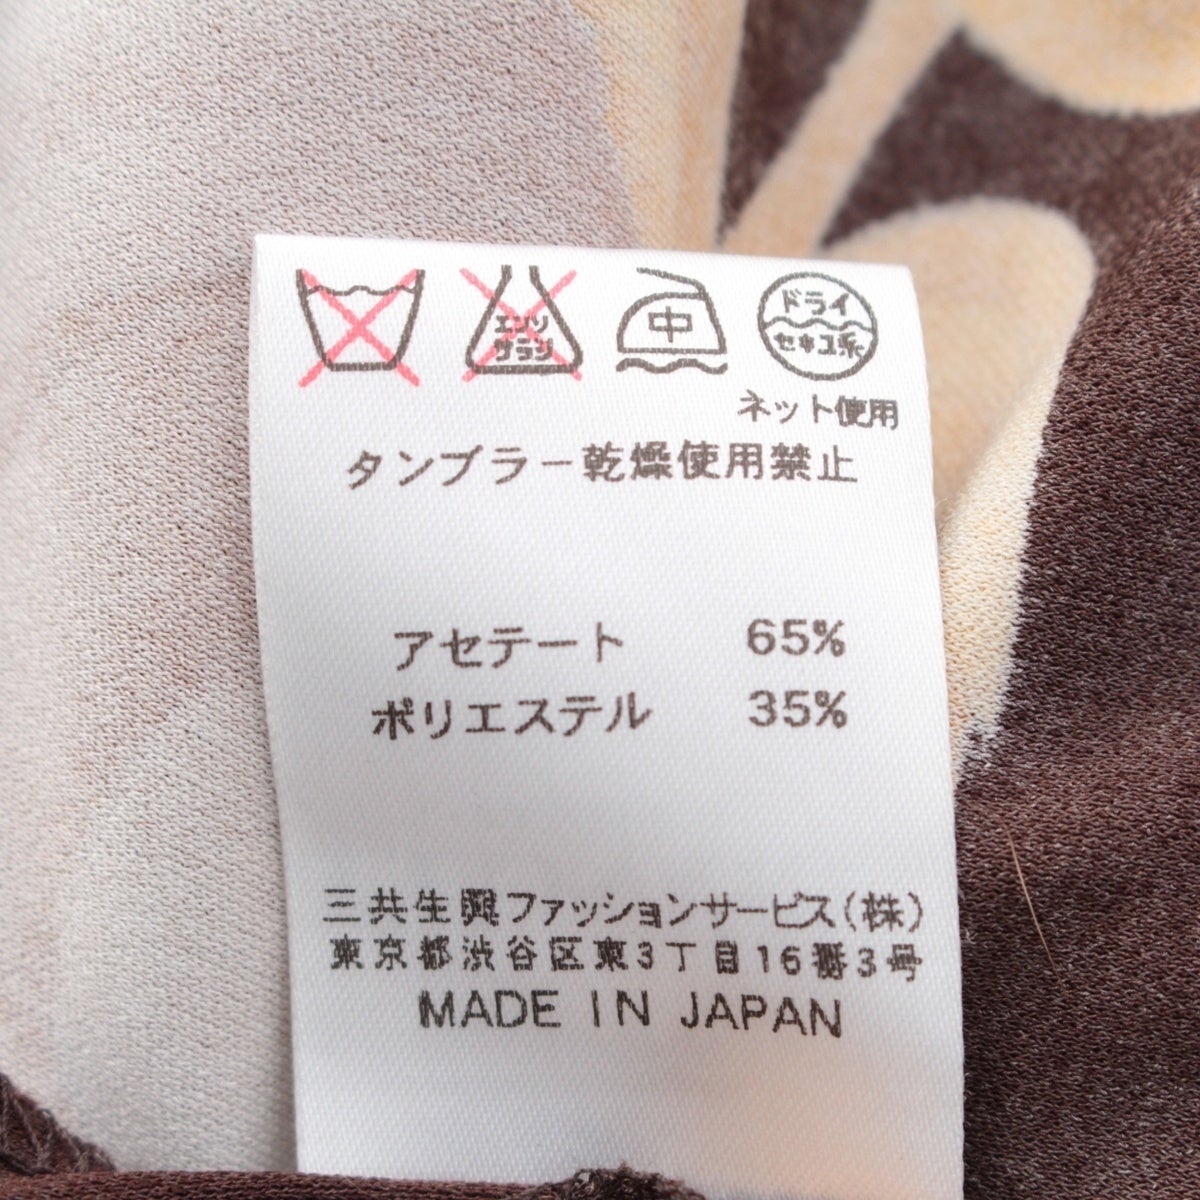 エンソ
サラシ
中
ドライ
セキユ系
ネット使用
タンブラー乾燥使用禁止
アセテート 65%
ポリエステル 35%
三共生興ファッションサービス(株)
東京都渋谷区東3丁目16番3号
MADE IN JAPAN